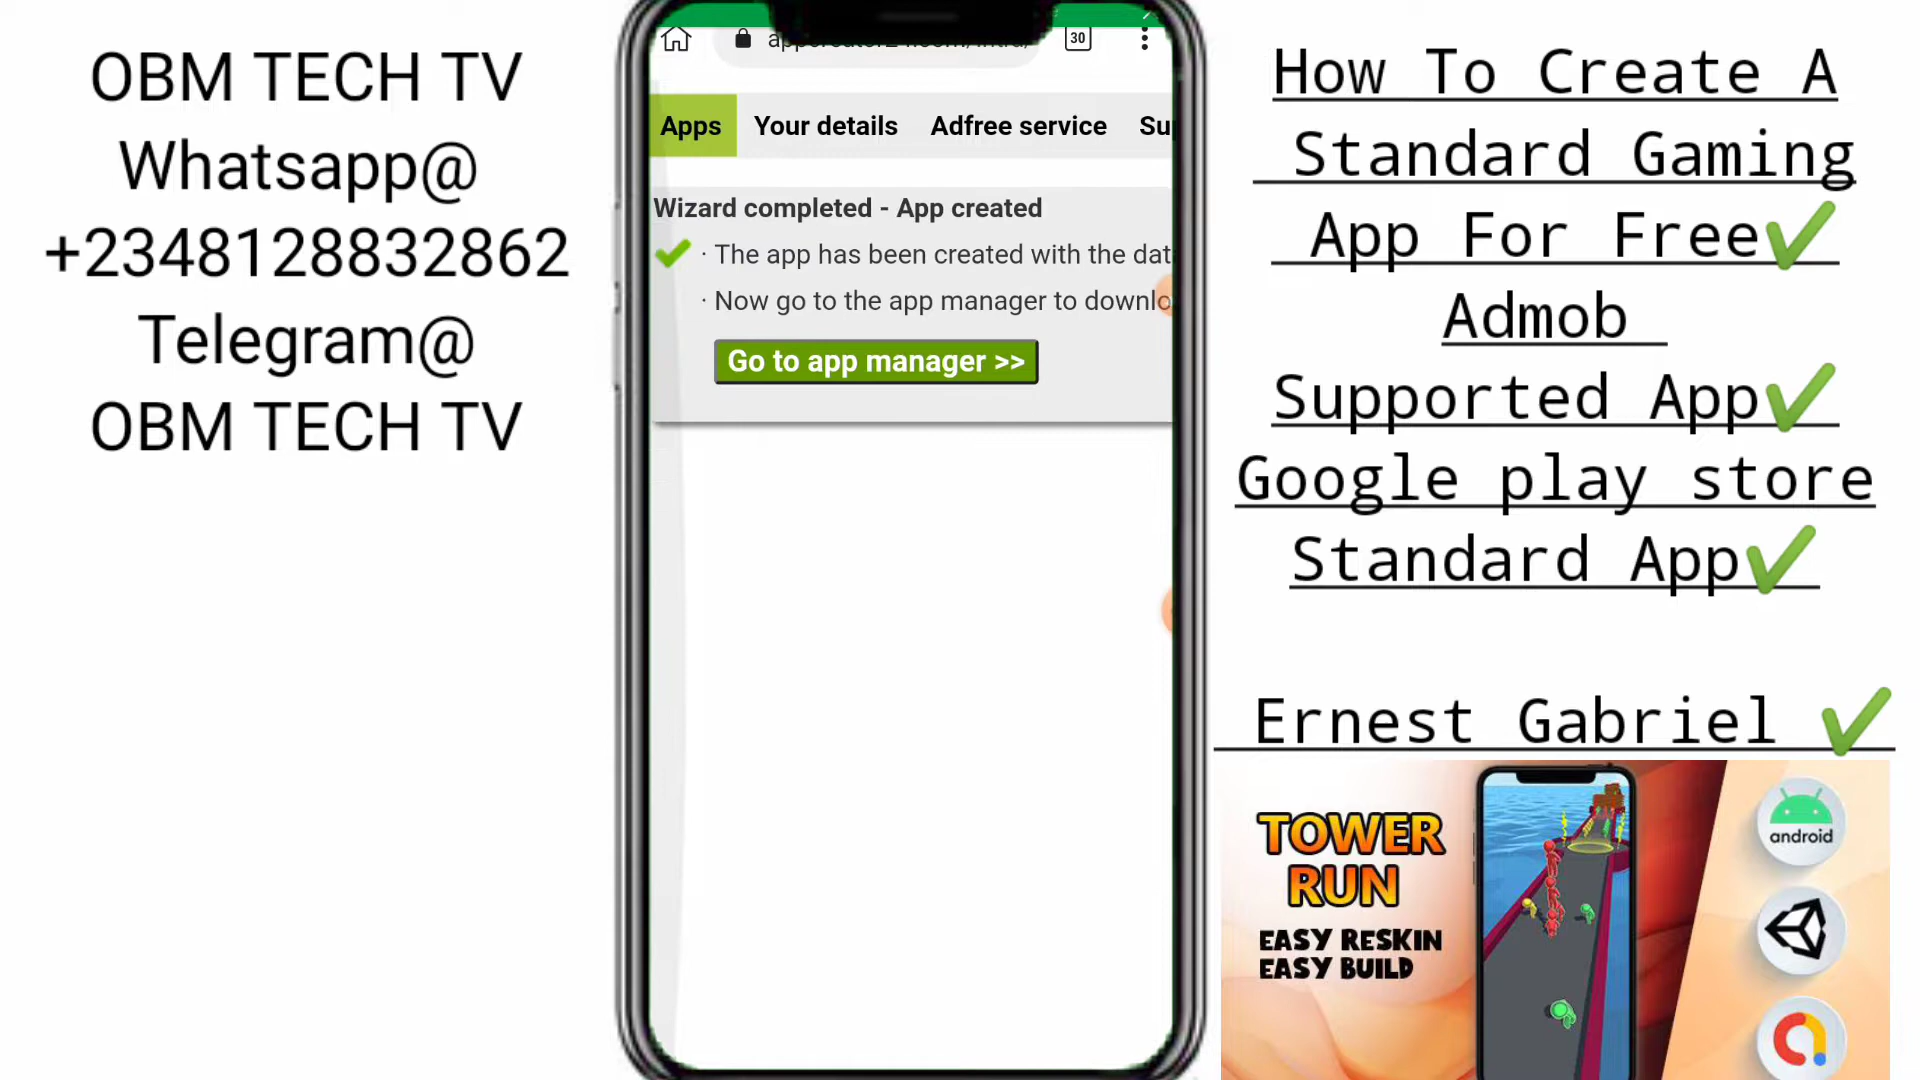 OBM TECH TV
Whatsapp@
+2348128832862
Telegram@
OBM TECH TV
30
Apps
Your details
Adfree service
Wizard completed - App created
· The app has been created with the
· Now go to the app manager to
Go to app manager >>
How To Create A
Standard Gaming
App For Free✔
Admob
Supported App✔
Google play store
Standard App✔
Ernest Gabriel ✔
TOWER
RUN
EASY RESKIN
EASY BUILD
android